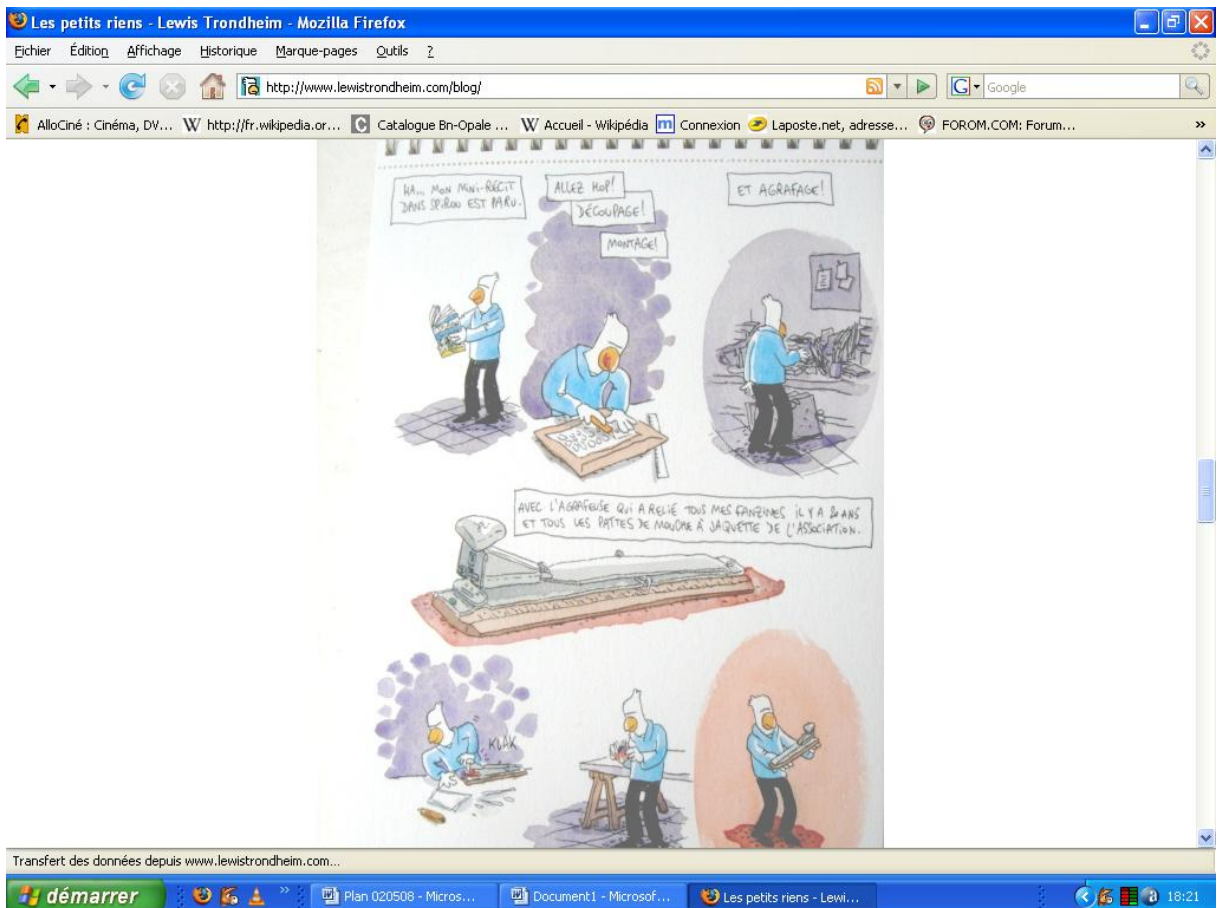 Les petits riens - Lewis Trondheim - Mozilla Firefox
Fichier Édition Affichage Historique Marque-pages Outils ?
http://www.lewistrondheim.com/blog/
G Google
AlloCiné : Cinéma, DV... W http://fr.wikipedia.or... C Catalogue Bn-Opale ... W Accueil - Wikipédia m Connexion Laposte.net, adresse... FOROM.COM: Forum... »
HA... MON MINI-RÉCIT
DANS SPIROU EST PARU.
ALLEZ HOP!
DÉCOUPAGE!
MONTAGE!
ET AGRAFAGE!
AVEC L'AGRAFEUSE QUI A RELIÉ TOUS MES FANZINES IL Y A ANS
ET TOUS LES PATTES DE MOUCHE À JAQUETTE DE L'ASSOCIATION.
KLAK
Transfert des données depuis www.lewistrondheim.com...
démarrer » Plan 020508 - Micros... Document1 - Microsof... Les petits riens - Lewi... 18:21